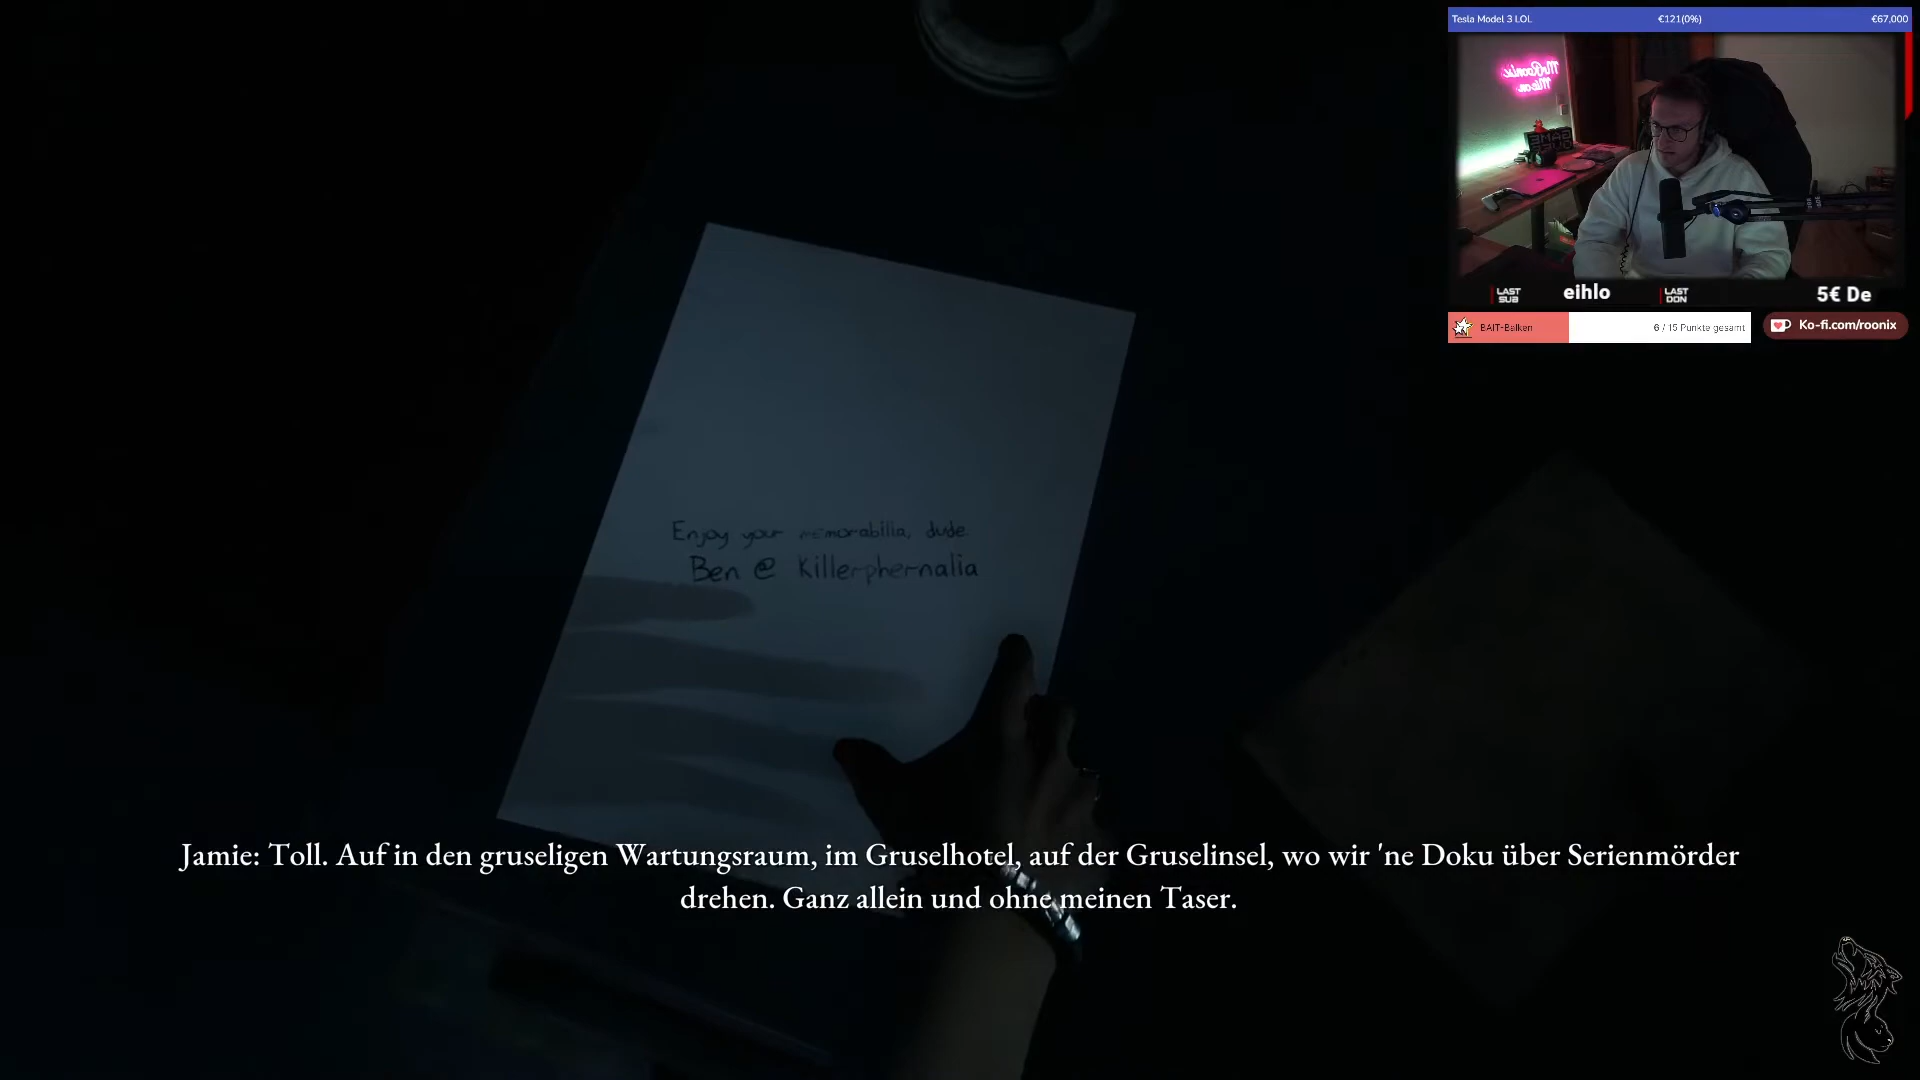 Tesla Model 3 LOL €121(0%) €67,000
LAST SUB eihlo LAST DON 5€ De
BAIT-Balken 6 / 15 Punkte gesamt Ko-fi.com/roonix
Enjoy your memorabilia, dude.
Ben @ Killerphernalia
Jamie: Toll. Auf in den gruseligen Wartungsraum, im Gruselhotel, auf der Gruselinsel, wo wir 'ne Doku über Serienmörder
drehen. Ganz allein und ohne meinen Taser.